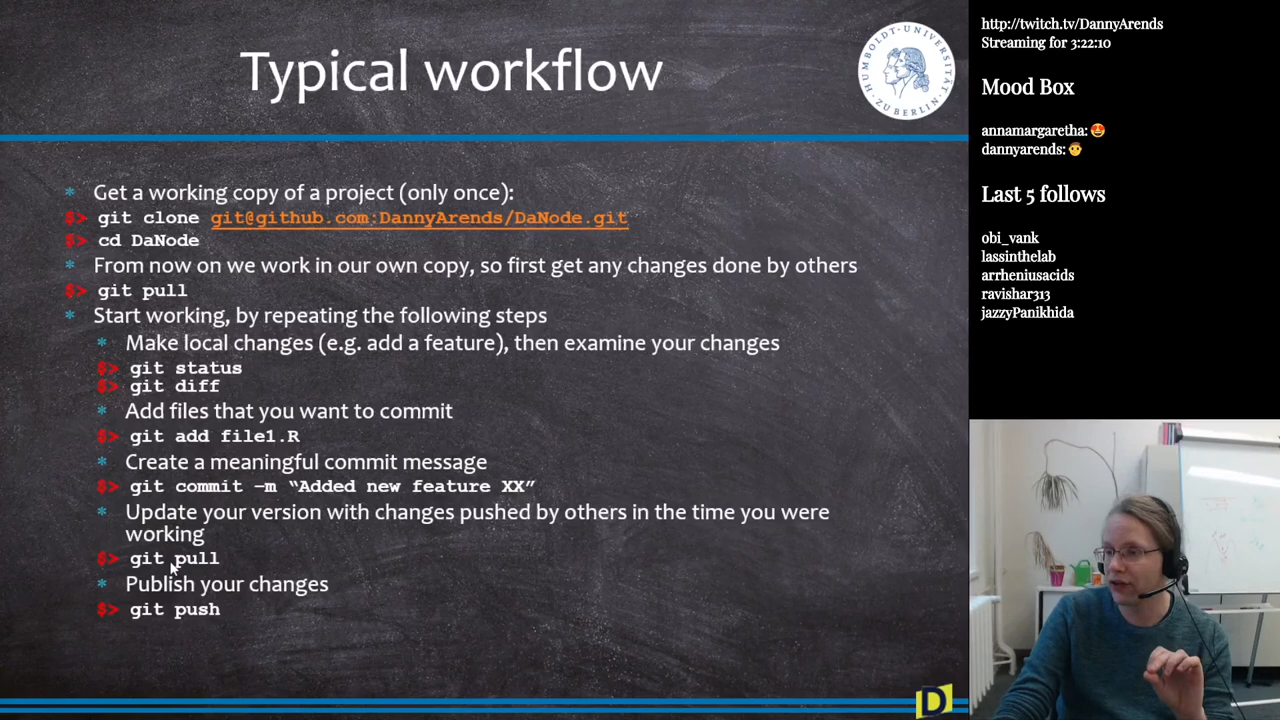 Typical workflow
HUMBOLDT-UNIVERSITÄT ZU BERLIN
http://twitch.tv/DannyArends
Streaming for 3:22:10
Mood Box
annamargaretha: 😍
dannyarends: 👨
Last 5 follows
obi_vank
lassinthelab
arrheniusacids
ravishar313
jazzyPanikhida
* Get a working copy of a project (only once):
$> git clone git@github.com:DannyArends/DaNode.git
$> cd DaNode
* From now on we work in our own copy, so first get any changes done by others
$> git pull
* Start working, by repeating the following steps
* Make local changes (e.g. add a feature), then examine your changes
$> git status
$> git diff
* Add files that you want to commit
$> git add file1.R
* Create a meaningful commit message
$> git commit –m “Added new feature XX”
* Update your version with changes pushed by others in the time you were
working
$> git pull
* Publish your changes
$> git push
D